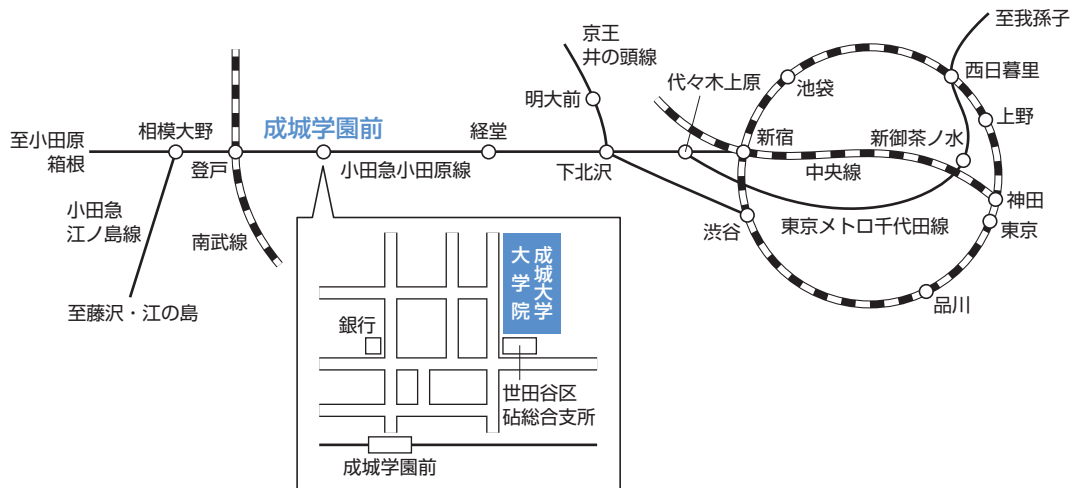 至我孫子
京王
井の頭線
西日暮里
代々木上原
池袋
明大前
上野
成城学園前
相模大野
経堂
新宿
新御茶ノ水
至小田原
箱根
登戸
小田急小田原線
下北沢
中央線
神田
小田急
江ノ島線
南武線
渋谷
東京メトロ千代田線
東京
成城大学
大学院
至藤沢・江の島
品川
銀行
世田谷区
砧総合支所
成城学園前